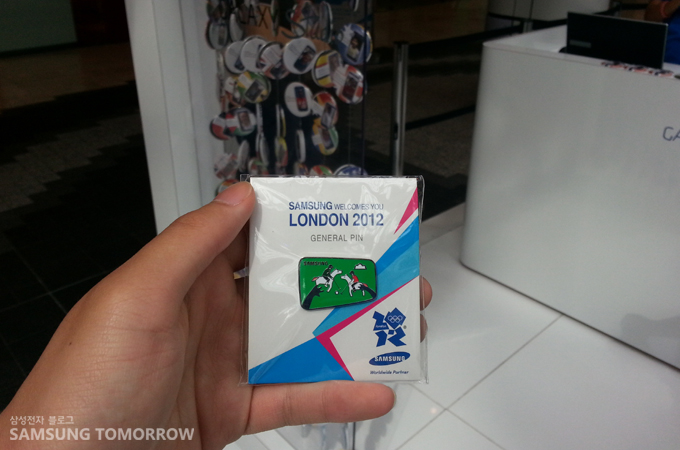 SAMSUNG WELCOMES YOU
LONDON 2012
GENERAL PIN
SAMSUNG
Worldwide Partner
GA
삼성전자 블로그
SAMSUNG TOMORROW